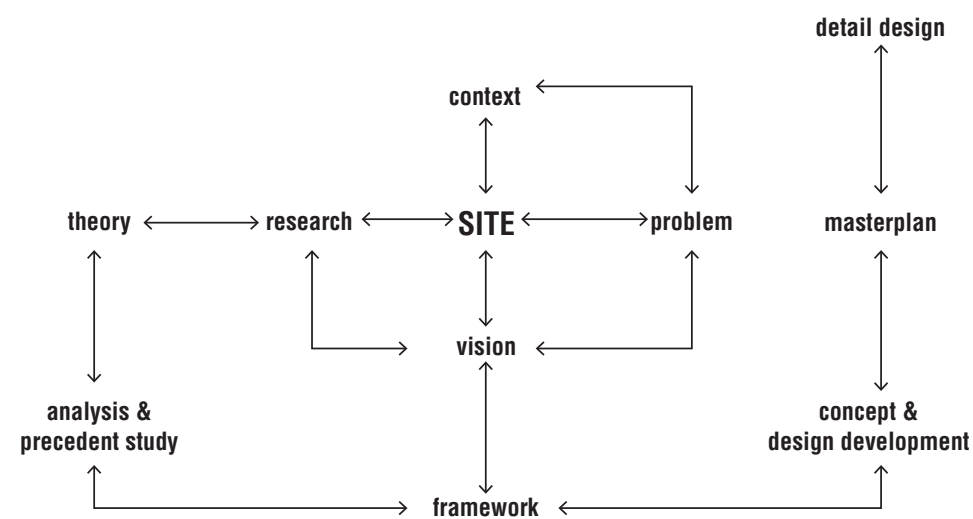 detail design
context
theory
research
SITE
problem
masterplan
vision
analysis &
precedent study
concept &
design development
framework